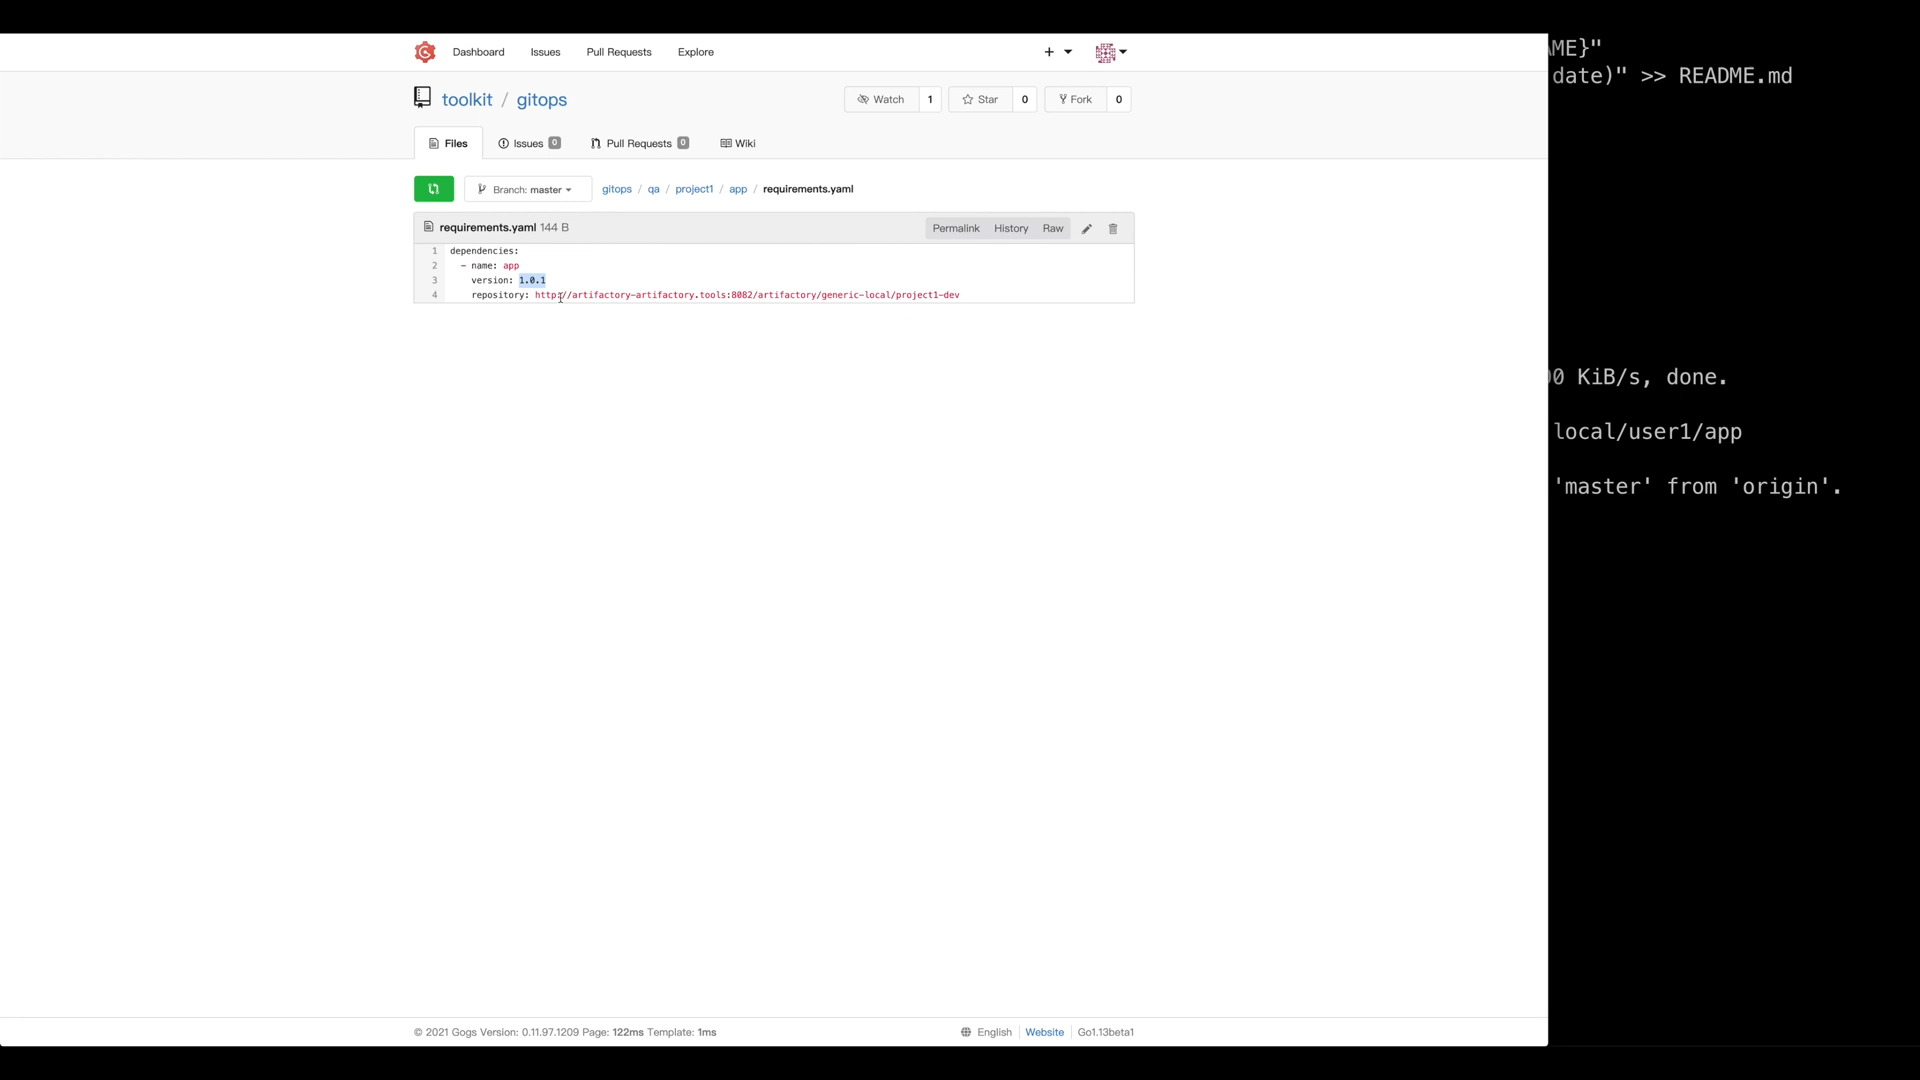 Dashboard Issues Pull Requests Explore
toolkit / gitops
Watch 1 Star 0 Fork 0
Files Issues 0 Pull Requests 0 Wiki
Branch: master gitops / qa / project1 / app / requirements.yaml
requirements.yaml 144 B Permalink History Raw
1 dependencies:
2 - name: app
3 version: 1.0.1
4 repository: http://artifactory-artifactory.tools:8082/artifactory/generic-local/project1-dev
© 2021 Gogs Version: 0.11.97.1209 Page: 122ms Template: 1ms English Website Go1.13beta1
ME}"
date)" >> README.md
0 KiB/s, done.
local/user1/app
'master' from 'origin'.